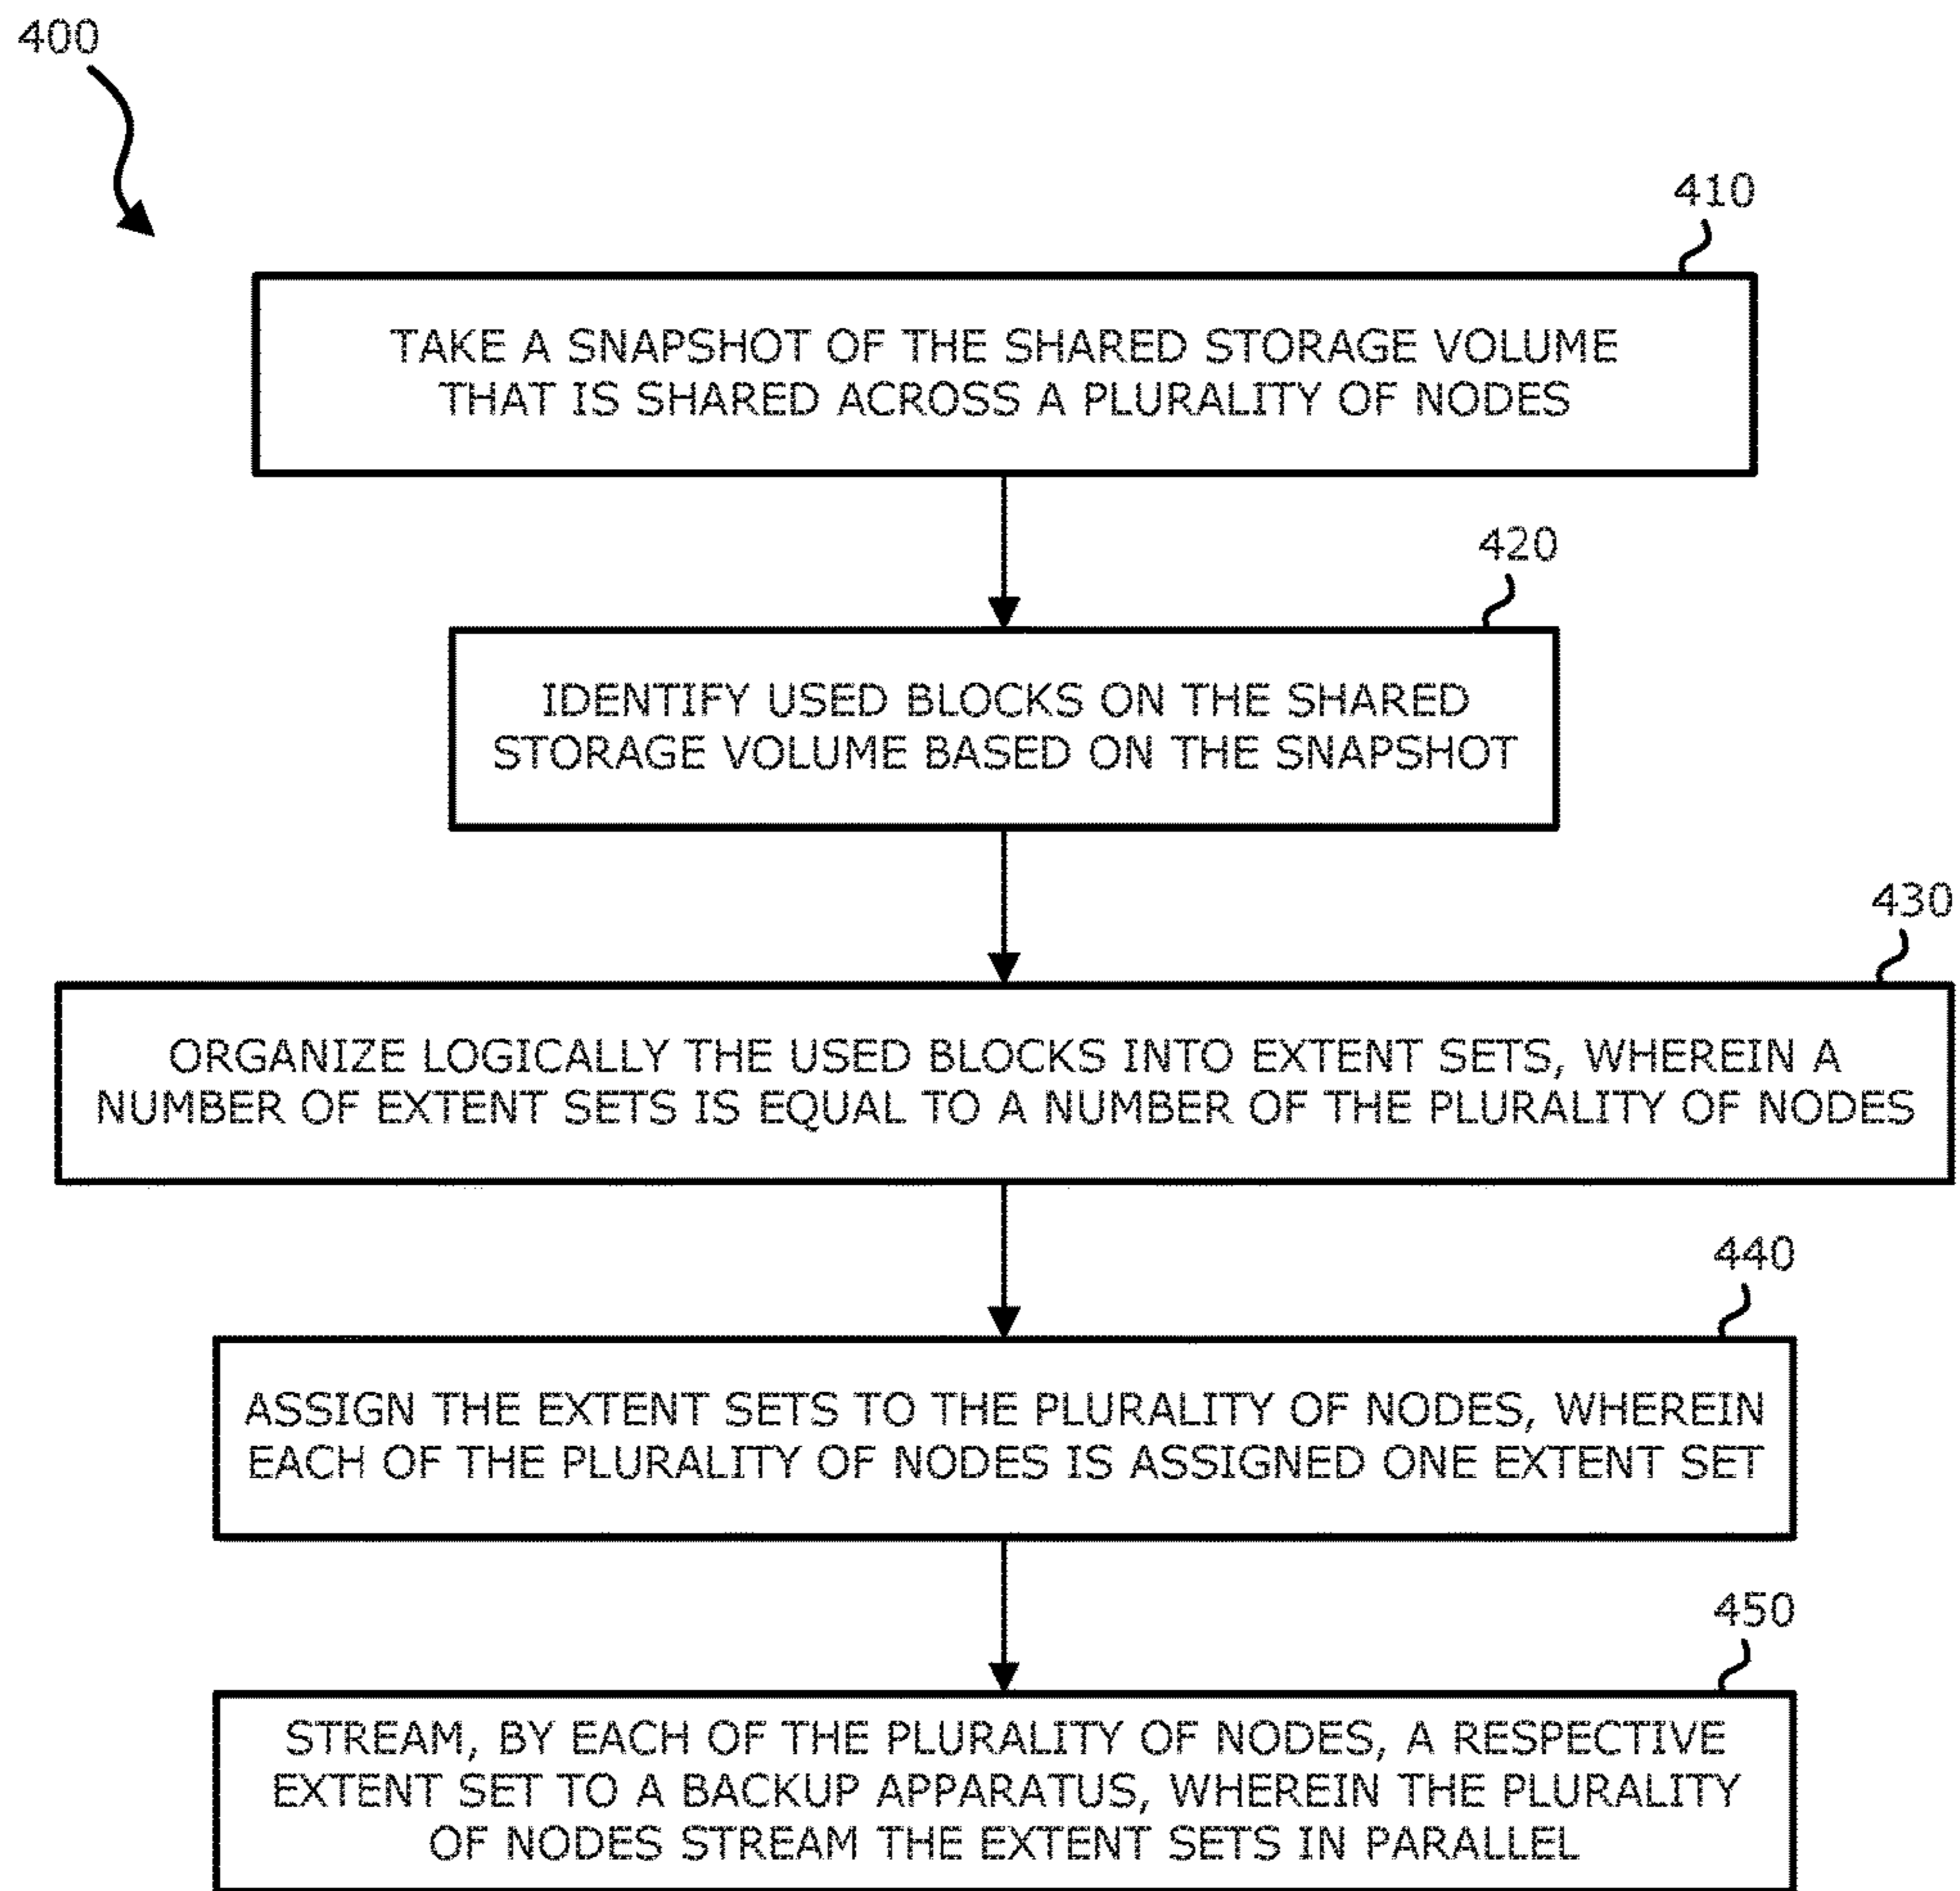 400
410
TAKE A SNAPSHOT OF THE SHARED STORAGE VOLUME
THAT IS SHARED ACROSS A PLURALITY OF NODES
420
IDENTIFY USED BLOCKS ON THE SHARED
STORAGE VOLUME BASED ON THE SNAPSHOT
430
ORGANIZE LOGICALLY THE USED BLOCKS INTO EXTENT SETS, WHEREIN A
NUMBER OF EXTENT SETS IS EQUAL TO A NUMBER OF THE PLURALITY OF NODES
440
ASSIGN THE EXTENT SETS TO THE PLURALITY OF NODES, WHEREIN
EACH OF THE PLURALITY OF NODES IS ASSIGNED ONE EXTENT SET
450
STREAM, BY EACH OF THE PLURALITY OF NODES, A RESPECTIVE
EXTENT SET TO A BACKUP APPARATUS, WHEREIN THE PLURALITY
OF NODES STREAM THE EXTENT SETS IN PARALLEL